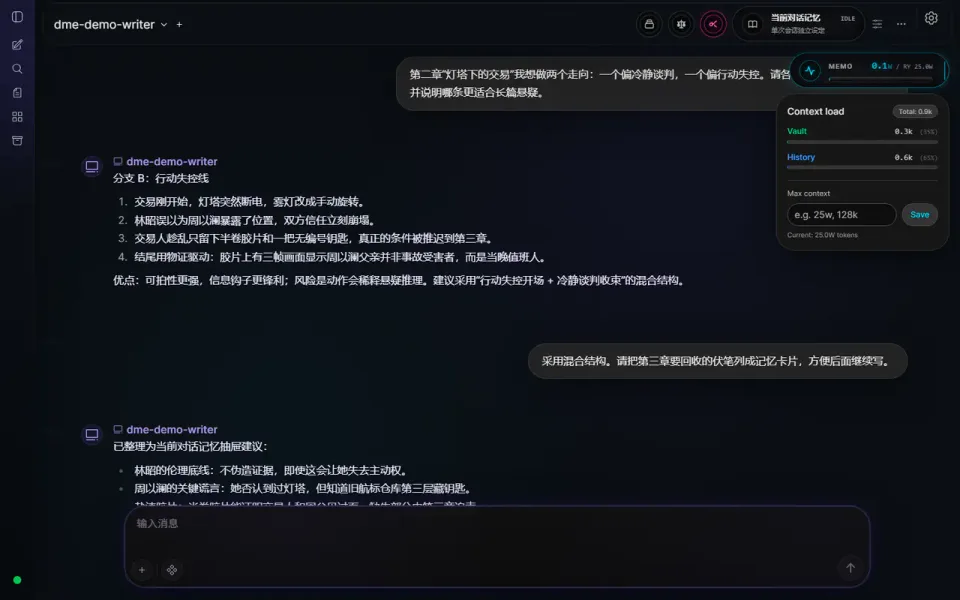 dme-demo-writer
当前对话记忆
IDLE
单次会话独立设定
MEMO 0.1w / RY 25.0W
第二章“灯塔下的交易”我想做两个走向:一个偏冷静谈判,一个偏行动失控。请各
并说明哪条更适合长篇悬疑。
Context load
Total: 0.9k
Vault 0.3k (35%)
History 0.6k (65%)
Max context
e.g. 25w, 128k
Save
Current: 25.0W tokens
dme-demo-writer
分支 B:行动失控线
1. 交易刚开始,灯塔突然断电,雾灯改成手动旋转。
2. 林昭误以为周以澜暴露了位置,双方信任立刻崩塌。
3. 交易人趁乱只留下半卷胶片和一把无编号钥匙,真正的条件被推迟到第三章。
4. 结尾用物证驱动:胶片上有三帧画面显示周以澜父亲并非事故受害者,而是当晚值班人。
优点:可拍性更强,信息钩子更锋利;风险是动作会稀释悬疑推理。建议采用“行动失控开场 + 冷静谈判收束”的混合结构。
采用混合结构。请把第三章要回收的伏笔列成记忆卡片,方便后面继续写。
dme-demo-writer
已整理为当前对话记忆抽屉建议:
林昭的伦理底线:不伪造证据,即使这会让她失去主动权。
周以澜的关键谎言:她否认到过灯塔,但知道旧航标仓库第三层藏钥匙。
输入消息